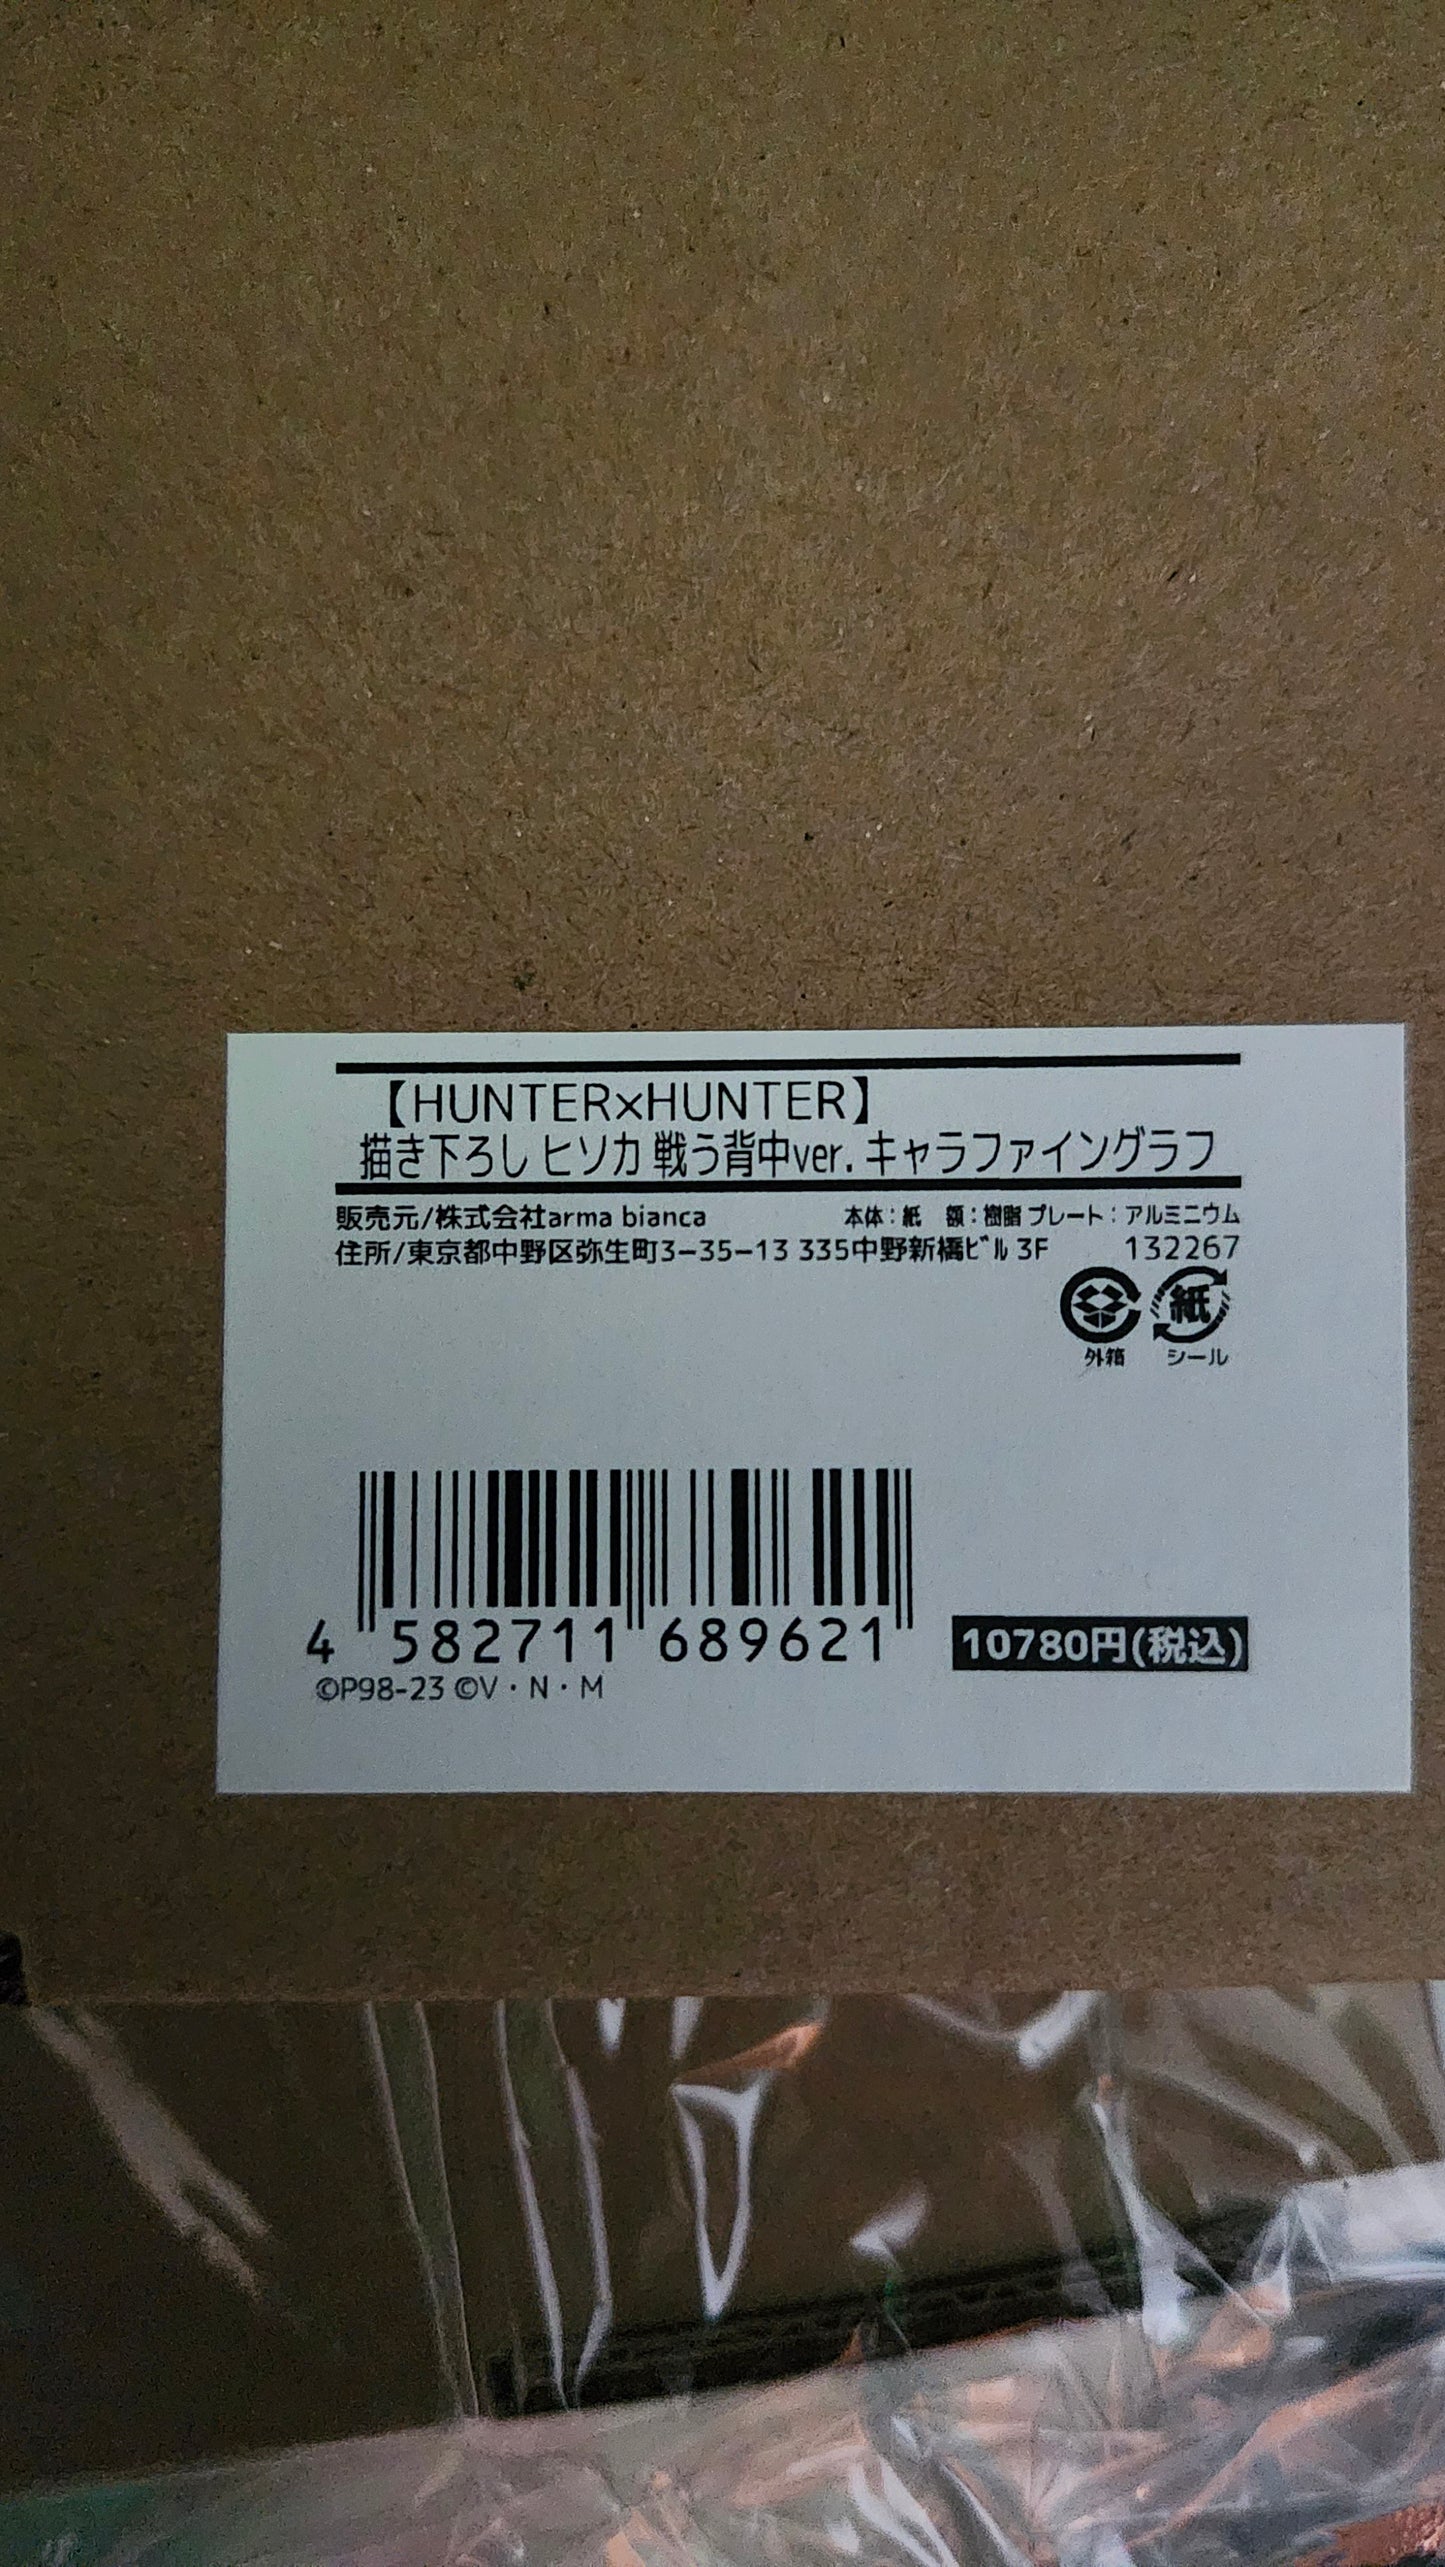 【HUNTER×HUNTER】
描き下ろし ヒソカ 戦う背中ver. キャラファイングラフ
販売元/株式会社arma bianca 本体：紙 額：樹脂 プレート：アルミニウム
住所/東京都中野区弥生町3−35−13 335中野新橋ﾋﾞﾙ 3F 132267
紙
外箱 シール
4 582711 689621
10780円(税込)
©P98-23 ©V・N・M